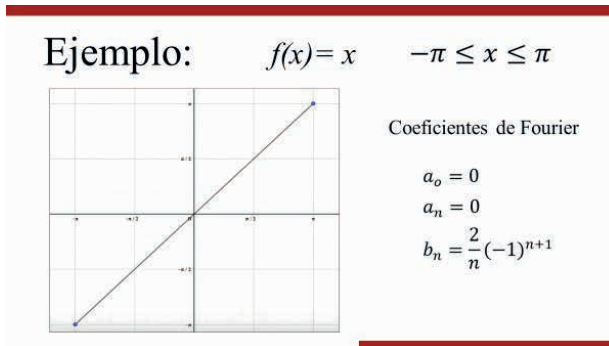 Ejemplo: f(x)= x −π ≤ x ≤ π
Coeficientes de Fourier
a_o = 0
a_n = 0
b_n = 2/n (−1)^{n+1}